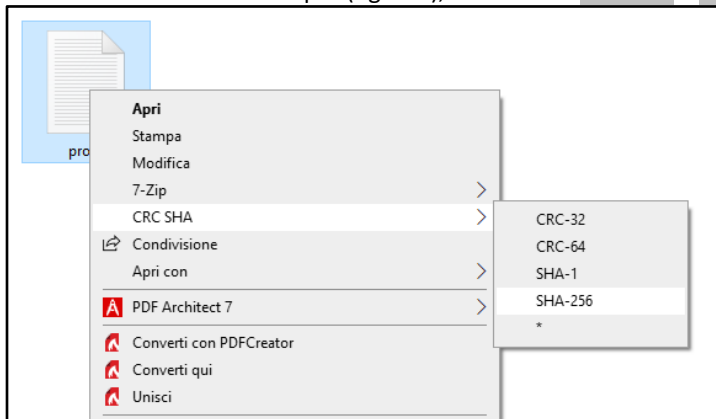 pro
Apri
Stampa
Modifica
7-Zip
CRC SHA
Condivisione
Apri con
PDF Architect 7
Converti con PDFCreator
Converti qui
Unisci
CRC-32
CRC-64
SHA-1
SHA-256
*